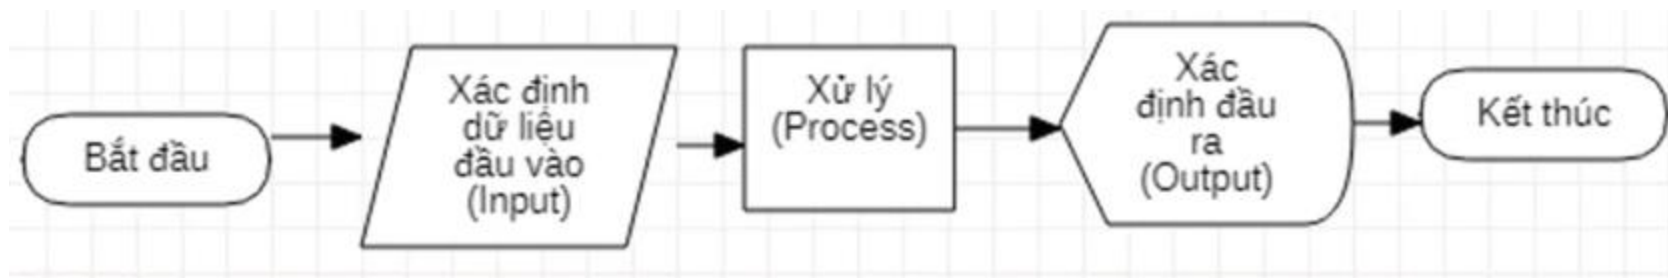 Bắt đầu
Xác định
dữ liệu
đầu vào
(Input)
Xử lý
(Process)
Xác
định đầu
ra
(Output)
Kết thúc